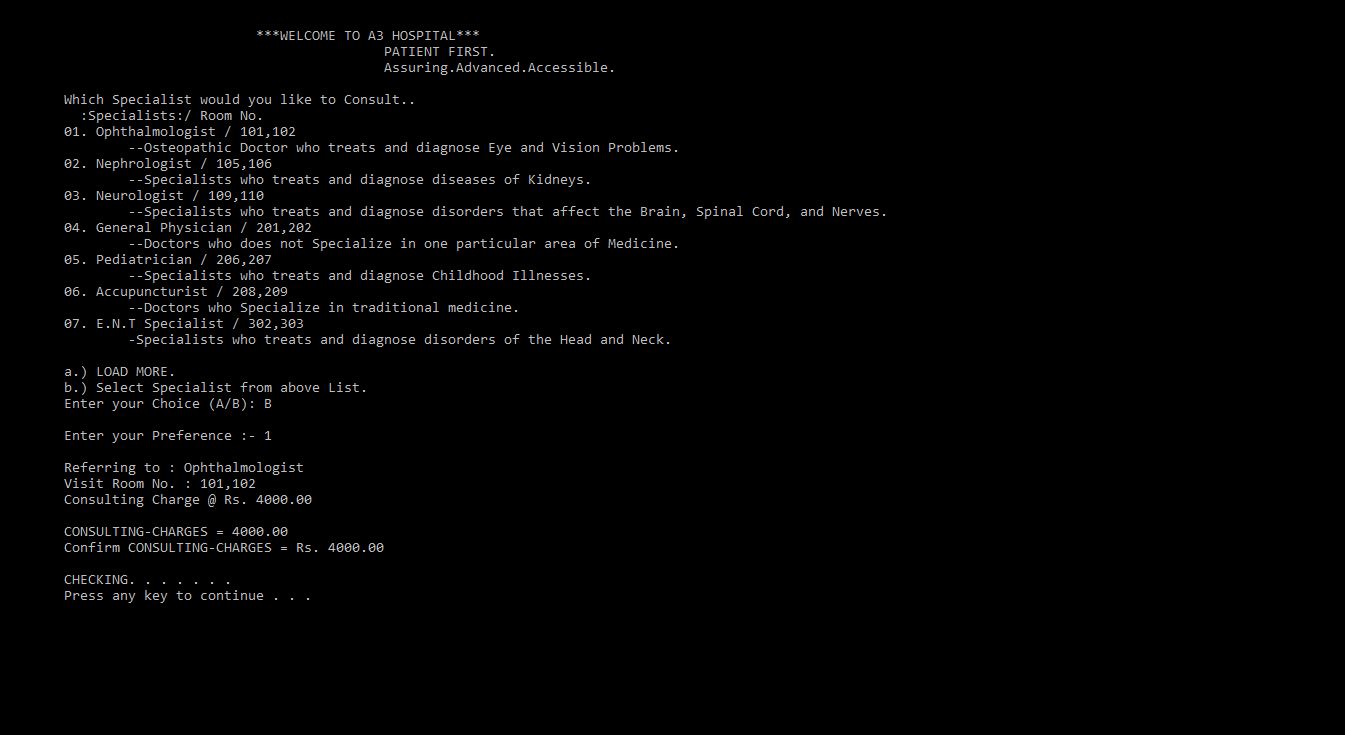 ***WELCOME TO A3 HOSPITAL***
PATIENT FIRST.
Assuring.Advanced.Accessible.
Which Specialist would you like to Consult..
:Specialists:/ Room No.
01. Ophthalmologist / 101,102
--Osteopathic Doctor who treats and diagnose Eye and Vision Problems.
02. Nephrologist / 105,106
--Specialists who treats and diagnose diseases of Kidneys.
03. Neurologist / 109,110
--Specialists who treats and diagnose disorders that affect the Brain, Spinal Cord, and Nerves.
04. General Physician / 201,202
--Doctors who does not Specialize in one particular area of Medicine.
05. Pediatrician / 206,207
--Specialists who treats and diagnose Childhood Illnesses.
06. Accupuncturist / 208,209
--Doctors who Specialize in traditional medicine.
07. E.N.T Specialist / 302,303
-Specialists who treats and diagnose disorders of the Head and Neck.
a.) LOAD MORE.
b.) Select Specialist from above List.
Enter your Choice (A/B): B
Enter your Preference :- 1
Referring to : Ophthalmologist
Visit Room No. : 101,102
Consulting Charge @ Rs. 4000.00
CONSULTING-CHARGES = 4000.00
Confirm CONSULTING-CHARGES = Rs. 4000.00
CHECKING. . . . . . .
Press any key to continue . . .